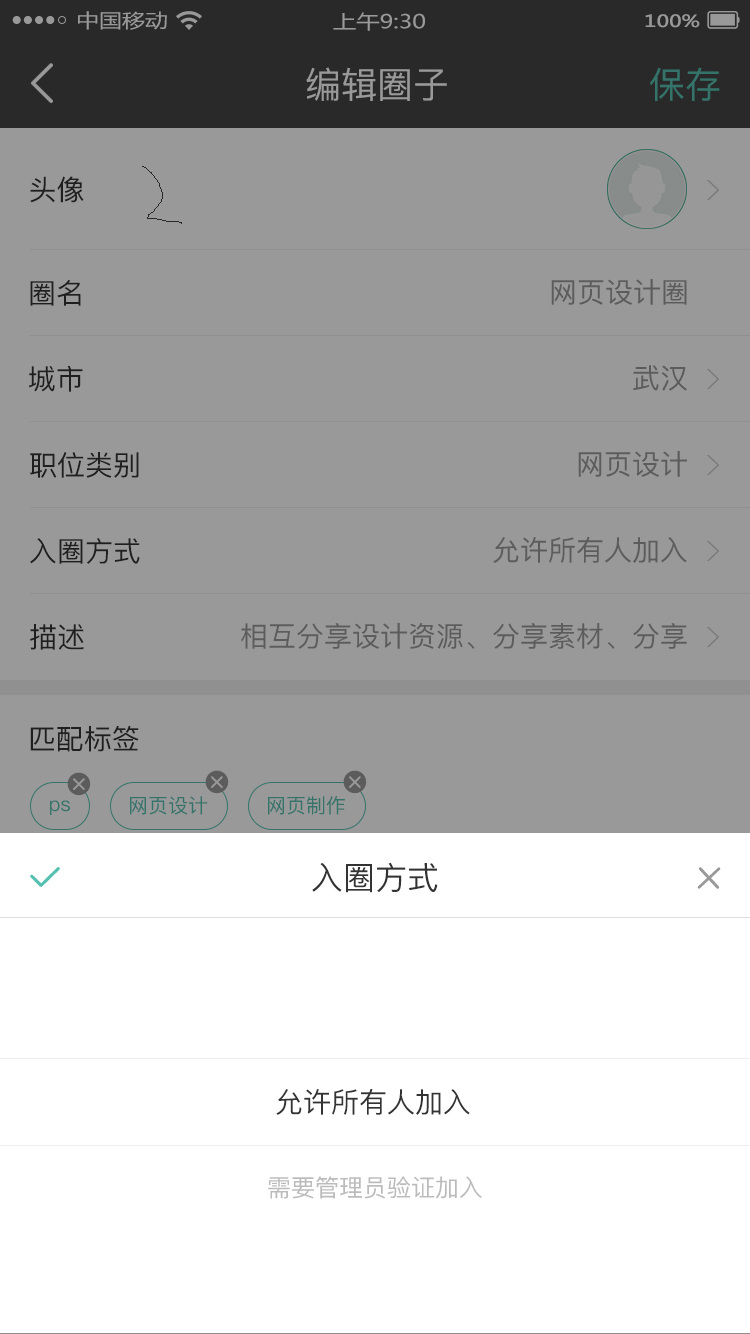 中国移动 上午9:30 100%
编辑圈子 保存
头像 2
圈名 网页设计圈
城市 武汉
职位类别 网页设计
入圈方式 允许所有人加入
描述 相互分享设计资源、分享素材、分享
匹配标签
ps 网页设计 网页制作
入圈方式
允许所有人加入
需要管理员验证加入